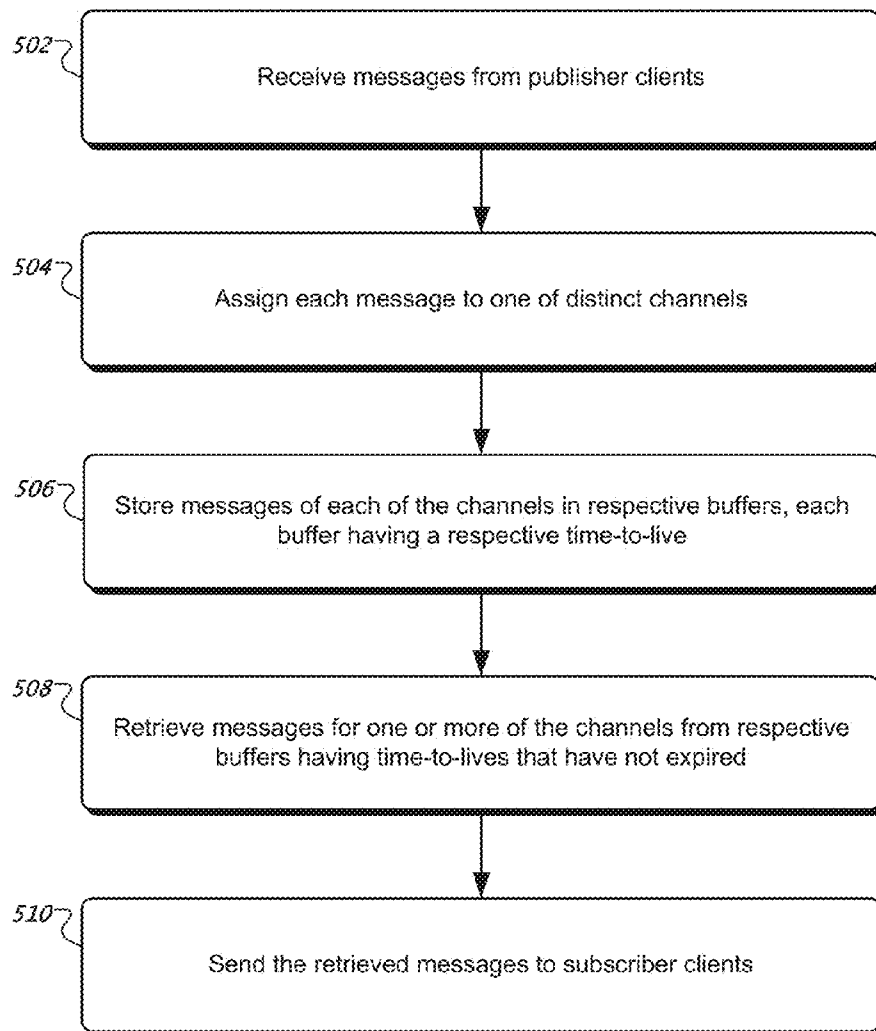 502
Receive messages from publisher clients
504
Assign each message to one of distinct channels
506
Store messages of each of the channels in respective buffers, each
buffer having a respective time-to-live
508
Retrieve messages for one or more of the channels from respective
buffers having time-to-lives that have not expired
510
Send the retrieved messages to subscriber clients